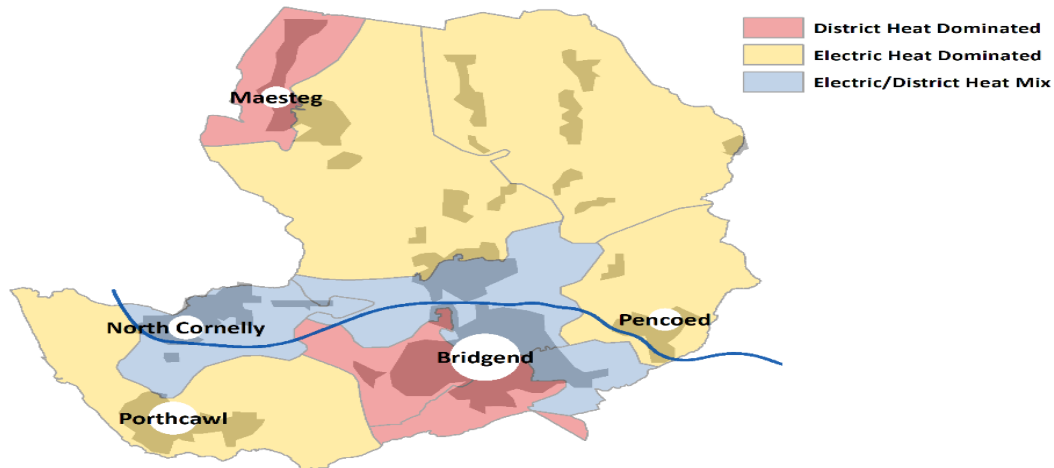 District Heat Dominated
Electric Heat Dominated
Electric/District Heat Mix
Maesteg
North Cornelly
Pencoed
Bridgend
Porthcawl